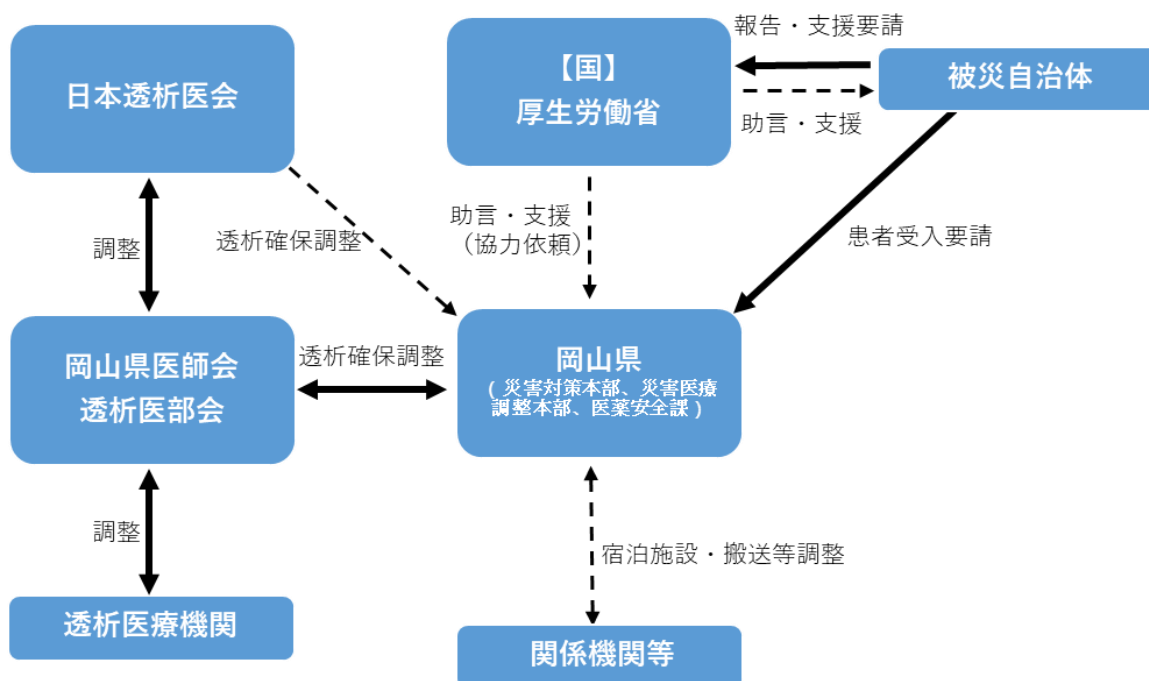 報告・支援要請
日本透析医会
【国】
厚生労働省
被災自治体
助言・支援
調整
透析確保調整
助言・支援
（協力依頼）
患者受入要請
岡山県医師会
透析医部会
透析確保調整
岡山県
( 災害対策本部、災害医療
調整本部、医薬安全課 )
調整
宿泊施設・搬送等調整
透析医療機関
関係機関等